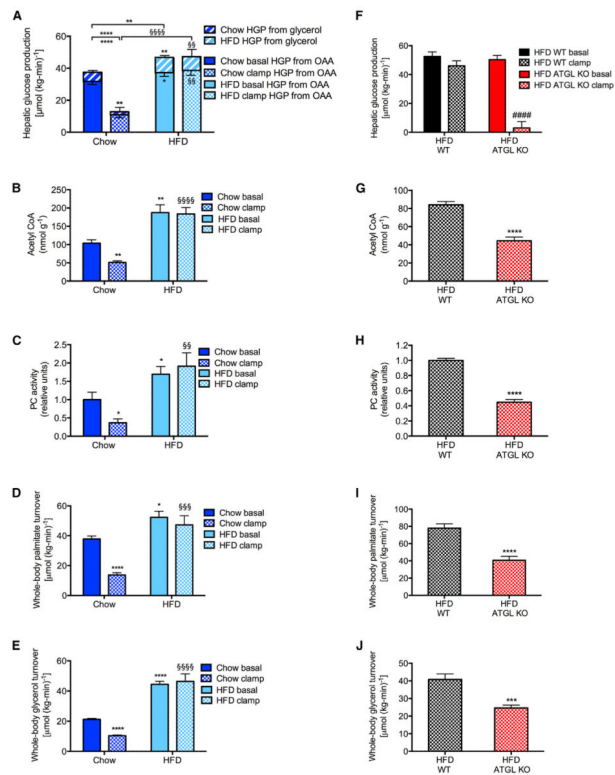 A
Hepatic glucose production
[μmol (kg-min)⁻¹]
80
60
40
20
0
**
****
****
§§§§
**
**
*
§§
§§
Chow
HFD
Chow HGP from glycerol
HFD HGP from glycerol
Chow basal HGP from OAA
Chow clamp HGP from OAA
HFD basal HGP from OAA
HFD clamp HGP from OAA
F
Hepatic glucose production
[μmol (kg-min)⁻¹]
80
60
40
20
0
####
HFD
WT
HFD
ATGL KO
HFD WT basal
HFD WT clamp
HFD ATGL KO basal
HFD ATGL KO clamp
B
Acetyl CoA
(nmol g⁻¹)
250
200
150
100
50
0
**
**
§§§§
Chow
HFD
Chow basal
Chow clamp
HFD basal
HFD clamp
G
Acetyl CoA
(nmol g⁻¹)
100
80
60
40
20
0
****
HFD
WT
HFD
ATGL KO
C
PC activity
(relative units)
2.5
2.0
1.5
1.0
0.5
0.0
*
*
§§
Chow
HFD
Chow basal
Chow clamp
HFD basal
HFD clamp
H
PC activity
(relative units)
1.2
1.0
0.8
0.6
0.4
0.2
0.0
****
HFD
WT
HFD
ATGL KO
D
Whole-body palmitate turnover
[μmol (kg-min)⁻¹]
60
40
20
0
****
*
§§§
Chow
HFD
Chow basal
Chow clamp
HFD basal
HFD clamp
I
Whole-body palmitate turnover
[μmol (kg-min)⁻¹]
100
80
60
40
20
0
****
HFD
WT
HFD
ATGL KO
E
Whole-body glycerol turnover
[μmol (kg-min)⁻¹]
60
40
20
0
****
****
§§§§
Chow
HFD
Chow basal
Chow clamp
HFD basal
HFD clamp
J
Whole-body glycerol turnover
[μmol (kg-min)⁻¹]
50
40
30
20
10
0
***
HFD
WT
HFD
ATGL KO